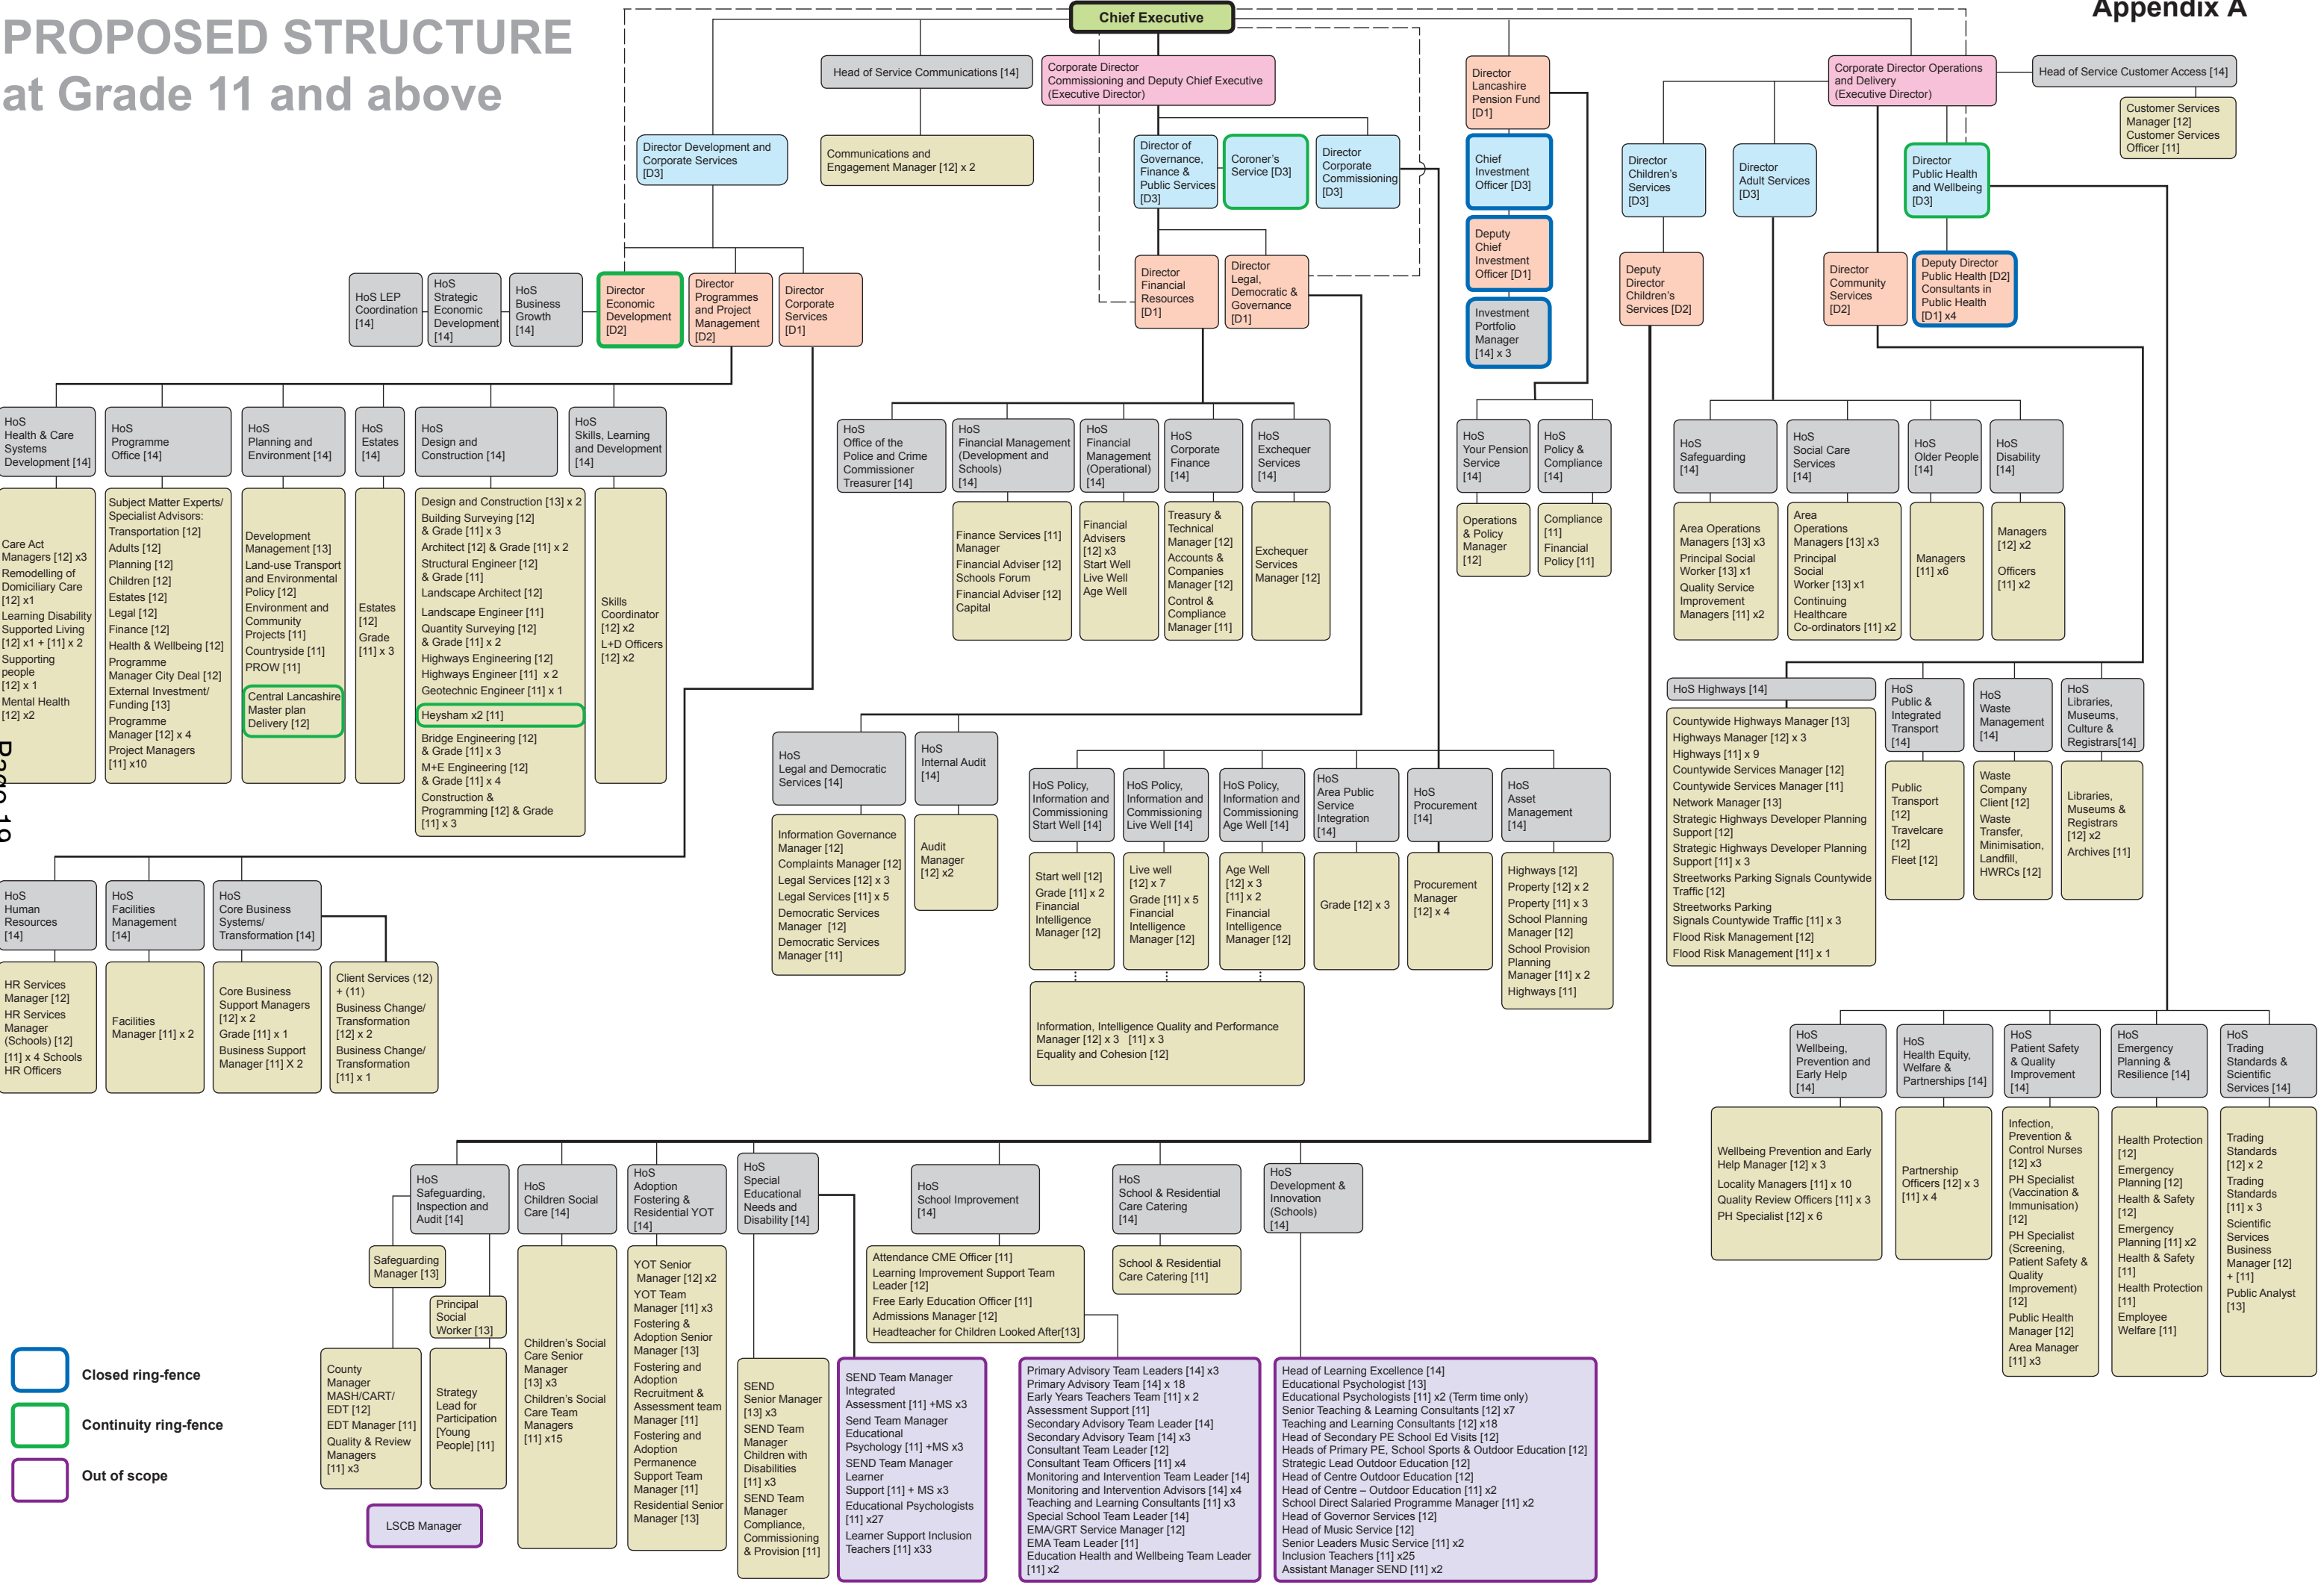 PROPOSED STRUCTURE
at Grade 11 and above
Appendix A
Chief Executive
Head of Service Communications [14]
Communications and
Engagement Manager [12] x 2
Corporate Director
Commissioning and Deputy Chief Executive
(Executive Director)
Director
Lancashire
Pension Fund
[D1]
Corporate Director Operations
and Delivery
(Executive Director)
Head of Service Customer Access [14]
Customer Services
Manager [12]
Customer Services
Officer [11]
Director Development and
Corporate Services
[D3]
Director of
Governance,
Finance &
Public Services
[D3]
Coroner's
Service [D3]
Director
Corporate
Commissioning
[D3]
Chief
Investment
Officer [D3]
Deputy
Chief
Investment
Officer [D1]
Investment
Portfolio
Manager
[14] x 3
Director
Children's
Services
[D3]
Director
Adult Services
[D3]
Director
Public Health
and Wellbeing
[D3]
HoS LEP
Coordination
[14]
HoS
Strategic
Economic
Development
[14]
HoS
Business
Growth
[14]
Director
Economic
Development
[D2]
Director
Programmes
and Project
Management
[D2]
Director
Corporate
Services
[D1]
Director
Financial
Resources
[D1]
Director
Legal,
Democratic &
Governance
[D1]
Deputy
Director
Children's
Services [D2]
Director
Community
Services
[D2]
Deputy Director
Public Health [D2]
Consultants in
Public Health
[D1] x4
HoS
Health & Care
Systems
Development [14]
HoS
Programme
Office [14]
HoS
Planning and
Environment [14]
HoS
Estates
[14]
HoS
Design and
Construction [14]
HoS
Skills, Learning
and Development
[14]
Care Act
Managers [12] x3
Remodelling of
Domiciliary Care
[12] x1
Learning Disability
Supported Living
[12] x1 + [11] x 2
Supporting
people
[12] x 1
Mental Health
[12] x2
Subject Matter Experts/
Specialist Advisors:
Transportation [12]
Adults [12]
Planning [12]
Children [12]
Estates [12]
Legal [12]
Finance [12]
Health & Wellbeing [12]
Programme
Manager City Deal [12]
External Investment/
Funding [13]
Programme
Manager [12] x 4
Project Managers
[11] x10
Development
Management [13]
Land-use Transport
and Environmental
Policy [12]
Environment and
Community
Projects [11]
Countryside [11]
PROW [11]
Central Lancashire
Master plan
Delivery [12]
Estates
[12]
Grade
[11] x 3
Design and Construction [13] x 2
Building Surveying [12]
& Grade [11] x 3
Architect [12] & Grade [11] x 2
Structural Engineer [12]
& Grade [11]
Landscape Architect [12]
Landscape Engineer [11]
Quantity Surveying [12]
& Grade [11] x 2
Highways Engineering [12]
Highways Engineer [11] x 2
Geotechnic Engineer [11] x 1
Heysham x2 [11]
Bridge Engineering [12]
& Grade [11] x 3
M+E Engineering [12]
& Grade [11] x 4
Construction &
Programming [12] & Grade
[11] x 3
Skills
Coordinator
[12] x2
L+D Officers
[12] x2
HoS
Office of the
Police and Crime
Commissioner
Treasurer [14]
HoS
Financial Management
(Development and
Schools)
[14]
HoS
Financial
Management
(Operational)
[14]
HoS
Corporate
Finance
[14]
HoS
Exchequer
Services
[14]
Finance Services [11]
Manager
Financial Adviser [12]
Schools Forum
Financial Adviser [12]
Capital
Financial
Advisers
[12] x3
Start Well
Live Well
Age Well
Treasury &
Technical
Manager [12]
Accounts &
Companies
Manager [12]
Control &
Compliance
Manager [11]
Exchequer
Services
Manager [12]
HoS
Your Pension
Service
[14]
HoS
Policy &
Compliance
[14]
Operations
& Policy
Manager
[12]
Compliance
[11]
Financial
Policy [11]
HoS
Safeguarding
[14]
HoS
Social Care
Services
[14]
HoS
Older People
[14]
HoS
Disability
[14]
Area Operations
Managers [13] x3
Principal Social
Worker [13] x1
Quality Service
Improvement
Managers [11] x2
Area
Operations
Managers [13] x3
Principal
Social
Worker [13] x1
Continuing
Healthcare
Co-ordinators [11] x2
Managers
[11] x6
Managers
[12] x2
Officers
[11] x2
HoS Highways [14]
Countywide Highways Manager [13]
Highways Manager [12] x 3
Highways [11] x 9
Countywide Services Manager [12]
Countywide Services Manager [11]
Network Manager [13]
Strategic Highways Developer Planning
Support [12]
Strategic Highways Developer Planning
Support [11] x 3
Streetworks Parking Signals Countywide
Traffic [12]
Streetworks Parking
Signals Countywide Traffic [11] x 3
Flood Risk Management [12]
Flood Risk Management [11] x 1
HoS
Public &
Integrated
Transport
[14]
HoS
Waste
Management
[14]
HoS
Libraries,
Museums,
Culture &
Registrars[14]
Public
Transport
[12]
Travelcare
[12]
Fleet [12]
Waste
Company
Client [12]
Waste
Transfer,
Minimisation,
Landfill,
HWRCs [12]
Libraries,
Museums &
Registrars
[12] x2
Archives [11]
HoS
Legal and Democratic
Services [14]
HoS
Internal Audit
[14]
Information Governance
Manager [12]
Complaints Manager [12]
Legal Services [12] x 3
Legal Services [11] x 5
Democratic Services
Manager [12]
Democratic Services
Manager [11]
Audit
Manager
[12] x2
HoS Policy,
Information and
Commissioning
Start Well [14]
HoS Policy,
Information and
Commissioning
Live Well [14]
HoS Policy,
Information and
Commissioning
Age Well [14]
HoS
Area Public
Service
Integration
[14]
HoS
Procurement
[14]
HoS
Asset
Management
[14]
Start well [12]
Grade [11] x 2
Financial
Intelligence
Manager [12]
Live well
[12] x 7
Grade [11] x 5
Financial
Intelligence
Manager [12]
Age Well
[12] x 3
[11] x 2
Financial
Intelligence
Manager [12]
Grade [12] x 3
Procurement
Manager
[12] x 4
Highways [12]
Property [12] x 2
Property [11] x 3
School Planning
Manager [12]
School Provision
Planning
Manager [11] x 2
Highways [11]
Information, Intelligence Quality and Performance
Manager [12] x 3 [11] x 3
Equality and Cohesion [12]
HoS
Human
Resources
[14]
HoS
Facilities
Management
[14]
HoS
Core Business
Systems/
Transformation [14]
HR Services
Manager [12]
HR Services
Manager
(Schools) [12]
[11] x 4 Schools
HR Officers
Facilities
Manager [11] x 2
Core Business
Support Managers
[12] x 2
Grade [11] x 1
Business Support
Manager [11] X 2
Client Services (12)
+ (11)
Business Change/
Transformation
[12] x 2
Business Change/
Transformation
[11] x 1
HoS
Wellbeing,
Prevention and
Early Help
[14]
HoS
Health Equity,
Welfare &
Partnerships [14]
HoS
Patient Safety
& Quality
Improvement
[14]
HoS
Emergency
Planning &
Resilience [14]
HoS
Trading
Standards &
Scientific
Services [14]
Wellbeing Prevention and Early
Help Manager [12] x 3
Locality Managers [11] x 10
Quality Review Officers [11] x 3
PH Specialist [12] x 6
Partnership
Officers [12] x 3
[11] x 4
Infection,
Prevention &
Control Nurses
[12] x3
PH Specialist
(Vaccination &
Immunisation)
[12]
PH Specialist
(Screening,
Patient Safety &
Quality
Improvement)
[12]
Public Health
Manager [12]
Area Manager
[11] x3
Health Protection
[12]
Emergency
Planning [12]
Health & Safety
[12]
Emergency
Planning [11] x2
Health & Safety
[11]
Health Protection
[11]
Employee
Welfare [11]
Trading
Standards
[12] x 2
Trading
Standards
[11] x 3
Scientific
Services
Business
Manager [12]
+ [11]
Public Analyst
[13]
HoS
Safeguarding,
Inspection and
Audit [14]
HoS
Children Social
Care [14]
HoS
Adoption
Fostering &
Residential YOT
[14]
HoS
Special
Educational
Needs and
Disability [14]
HoS
School Improvement
[14]
HoS
School & Residential
Care Catering
[14]
HoS
Development &
Innovation
(Schools)
[14]
Safeguarding
Manager [13]
Principal
Social
Worker [13]
County
Manager
MASH/CART/
EDT [12]
EDT Manager [11]
Quality & Review
Managers
[11] x3
Strategy
Lead for
Participation
[Young
People] [11]
LSCB Manager
Children's Social
Care Senior
Manager
[13] x3
Children's Social
Care Team
Managers
[11] x15
YOT Senior
Manager [12] x2
YOT Team
Manager [11] x3
Fostering &
Adoption Senior
Manager [13]
Fostering and
Adoption
Recruitment &
Assessment team
Manager [11]
Fostering and
Adoption
Permanence
Support Team
Manager [11]
Residential Senior
Manager [13]
SEND
Senior Manager
[13] x3
SEND Team
Manager
Children with
Disabilities
[11] x3
SEND Team
Manager
Compliance,
Commissioning
& Provision [11]
SEND Team Manager
Integrated
Assessment [11] +MS x3
Send Team Manager
Educational
Psychology [11] +MS x3
SEND Team Manager
Learner
Support [11] + MS x3
Educational Psychologists
[11] x27
Learner Support Inclusion
Teachers [11] x33
Attendance CME Officer [11]
Learning Improvement Support Team
Leader [12]
Free Early Education Officer [11]
Admissions Manager [12]
Headteacher for Children Looked After[13]
School & Residential
Care Catering [11]
Primary Advisory Team Leaders [14] x3
Primary Advisory Team [14] x 18
Early Years Teachers Team [11] x 2
Assessment Support [11]
Secondary Advisory Team Leader [14]
Secondary Advisory Team [14] x3
Consultant Team Leader [12]
Consultant Team Officers [11] x4
Monitoring and Intervention Team Leader [14]
Monitoring and Intervention Advisors [14] x4
Teaching and Learning Consultants [11] x3
Special School Team Leader [14]
EMA/GRT Service Manager [12]
EMA Team Leader [11]
Education Health and Wellbeing Team Leader
[11] x2
Head of Learning Excellence [14]
Educational Psychologist [13]
Educational Psychologists [11] x2 (Term time only)
Senior Teaching & Learning Consultants [12] x7
Teaching and Learning Consultants [12] x18
Head of Secondary PE School Ed Visits [12]
Heads of Primary PE, School Sports & Outdoor Education [12]
Strategic Lead Outdoor Education [12]
Head of Centre Outdoor Education [12]
Head of Centre – Outdoor Education [11] x2
School Direct Salaried Programme Manager [11] x2
Head of Governor Services [12]
Head of Music Service [12]
Senior Leaders Music Service [11] x2
Inclusion Teachers [11] x25
Assistant Manager SEND [11] x2
Closed ring-fence
Continuity ring-fence
Out of scope